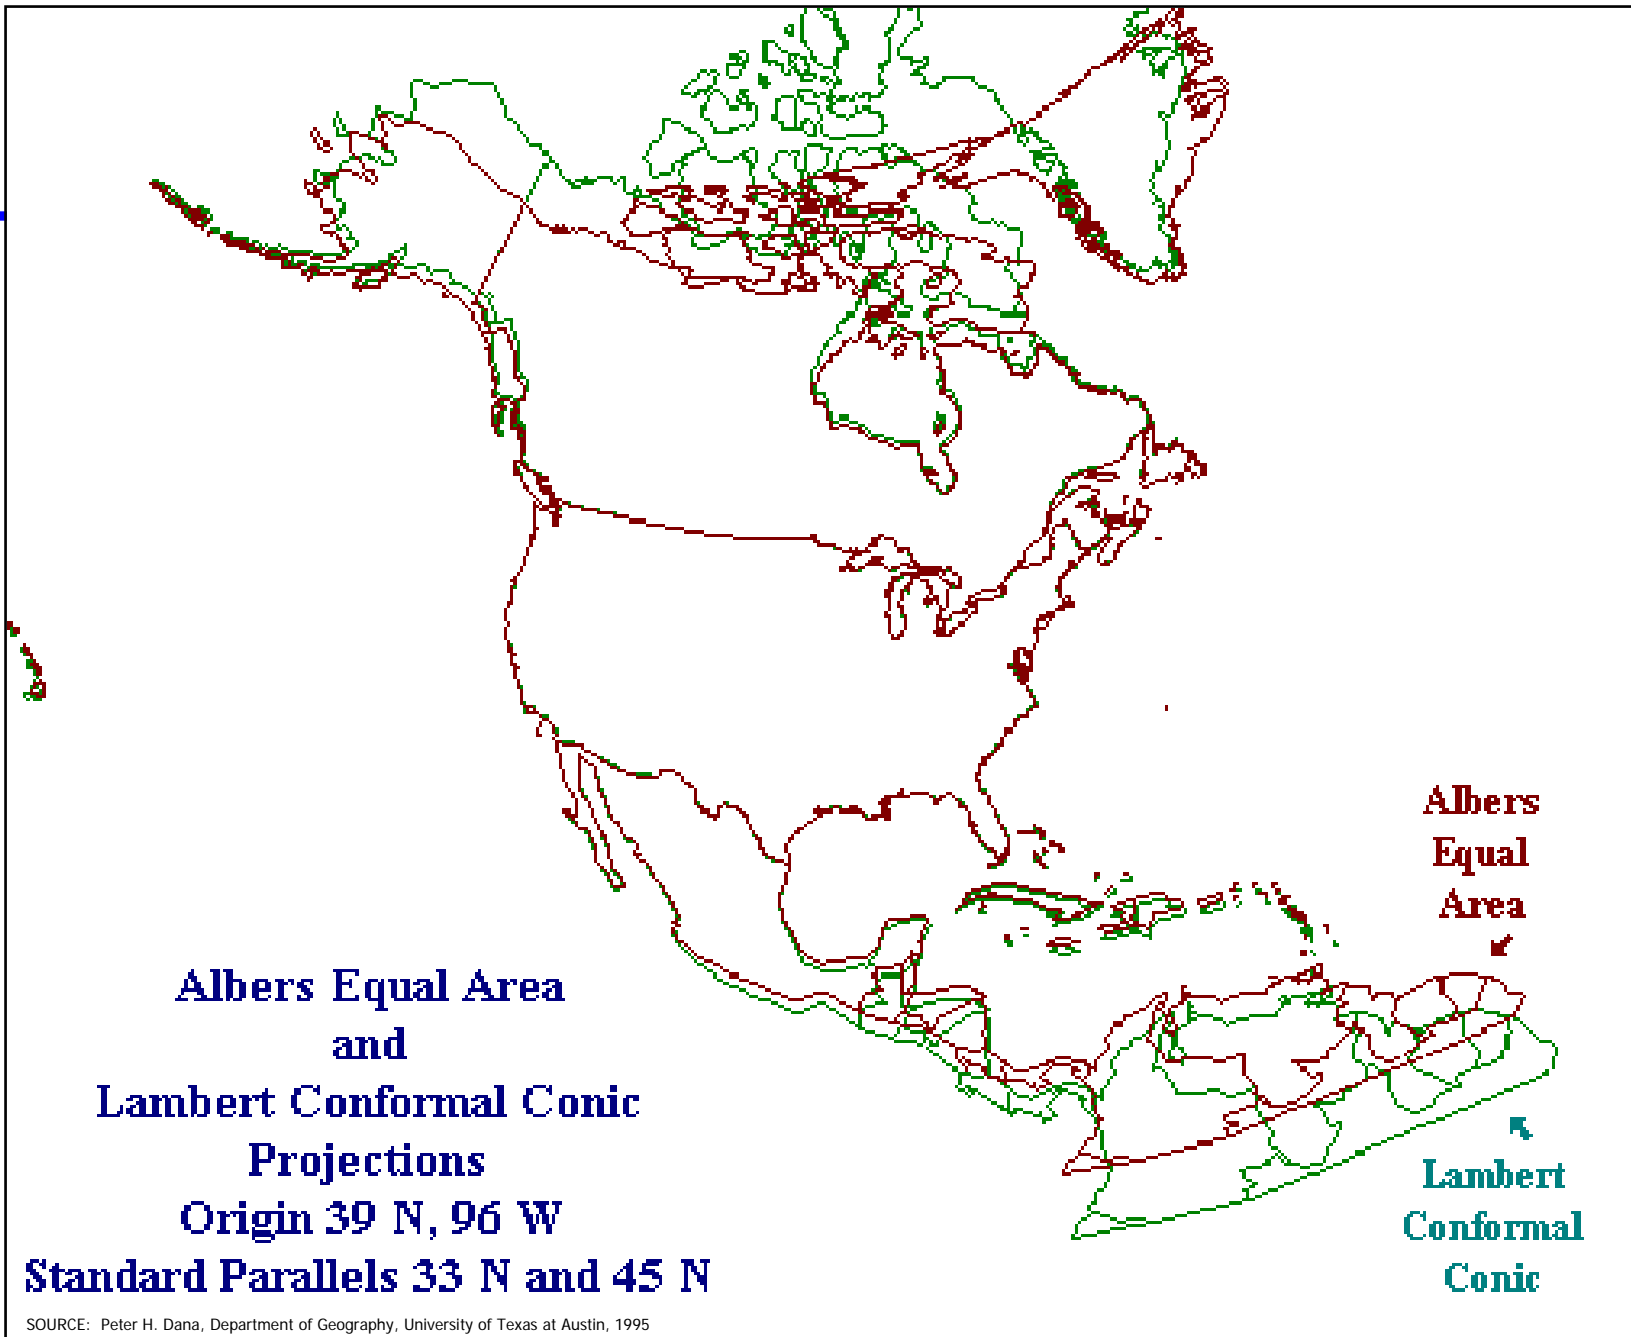 Albers
Equal
Area
Albers Equal Area
and
Lambert Conformal Conic
Projections
Origin 39 N, 96 W
Standard Parallels 33 N and 45 N
Lambert
Conformal
Conic
SOURCE:  Peter H. Dana, Department of Geography, University of Texas at Austin, 1995